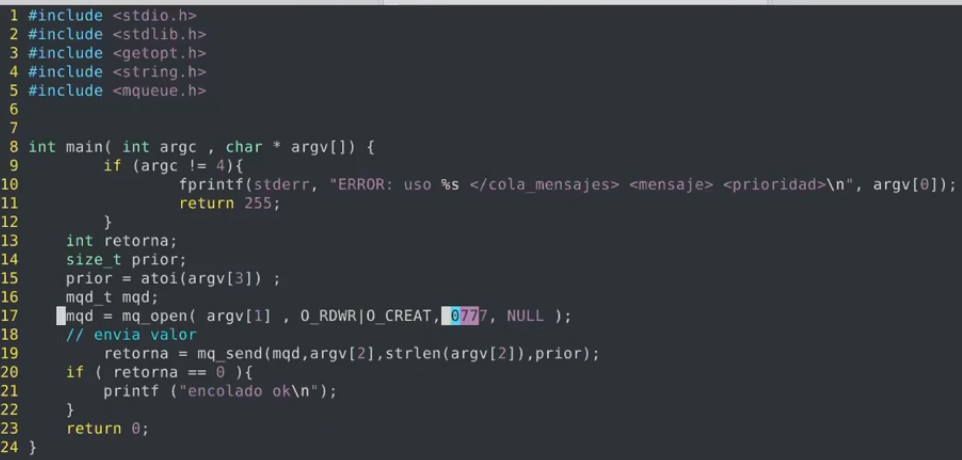 1 #include <stdio.h>
2 #include <stdlib.h>
3 #include <getopt.h>
4 #include <string.h>
5 #include <mqueue.h>
6
7
8 int main( int argc , char * argv[]) {
9         if (argc != 4){
10                 fprintf(stderr, "ERROR: uso %s </cola_mensajes> <mensaje> <prioridad>\n", argv[0]);
11                 return 255;
12         }
13     int retorna;
14     size_t prior;
15     prior = atoi(argv[3]) ;
16     mqd_t mqd;
17     mqd = mq_open( argv[1] , O_RDWR|O_CREAT, 0777, NULL );
18     // envia valor
19         retorna = mq_send(mqd,argv[2],strlen(argv[2]),prior);
20     if ( retorna == 0 ){
21         printf ("encolado ok\n");
22     }
23     return 0;
24 }